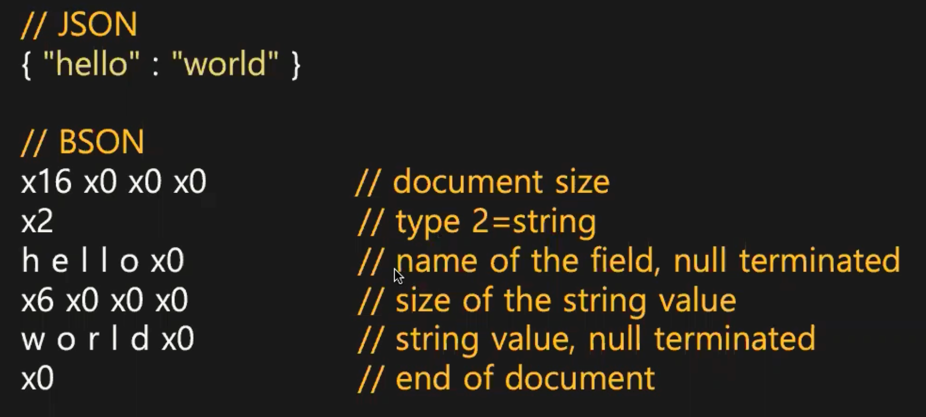 // JSON
{ "hello" : "world" }
// BSON
x16 x0 x0 x0 // document size
x2 // type 2=string
h e l l o x0 // name of the field, null terminated
x6 x0 x0 x0 // size of the string value
w o r l d x0 // string value, null terminated
x0 // end of document